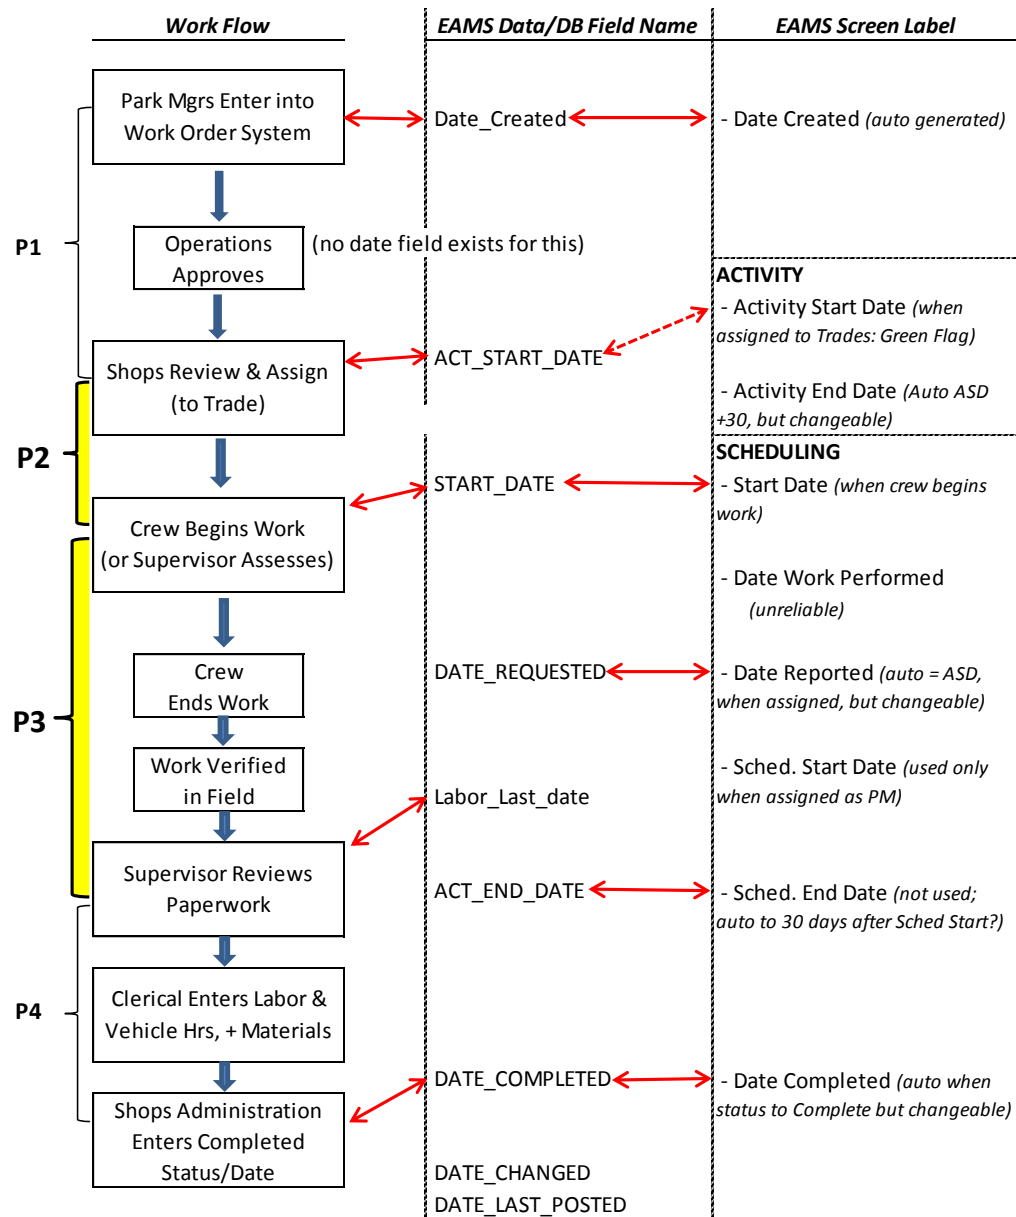 Work Flow
EAMS Data/DB Field Name
EAMS Screen Label
Park Mgrs Enter into
Work Order System
Date_Created
- Date Created (auto generated)
P1
Operations
Approves
(no date field exists for this)
ACTIVITY
- Activity Start Date (when
assigned to Trades: Green Flag)
Shops Review & Assign
(to Trade)
ACT_START_DATE
- Activity End Date (Auto ASD
+30, but changeable)
P2
SCHEDULING
START_DATE
- Start Date (when crew begins
work)
Crew Begins Work
(or Supervisor Assesses)
- Date Work Performed
(unreliable)
Crew
Ends Work
DATE_REQUESTED
- Date Reported (auto = ASD,
when assigned, but changeable)
P3
Work Verified
in Field
Labor_Last_date
- Sched. Start Date (used only
when assigned as PM)
Supervisor Reviews
Paperwork
ACT_END_DATE
- Sched. End Date (not used;
auto to 30 days after Sched Start?)
P4
Clerical Enters Labor &
Vehicle Hrs, + Materials
DATE_COMPLETED
- Date Completed (auto when
status to Complete but changeable)
Shops Administration
Enters Completed
Status/Date
DATE_CHANGED
DATE_LAST_POSTED